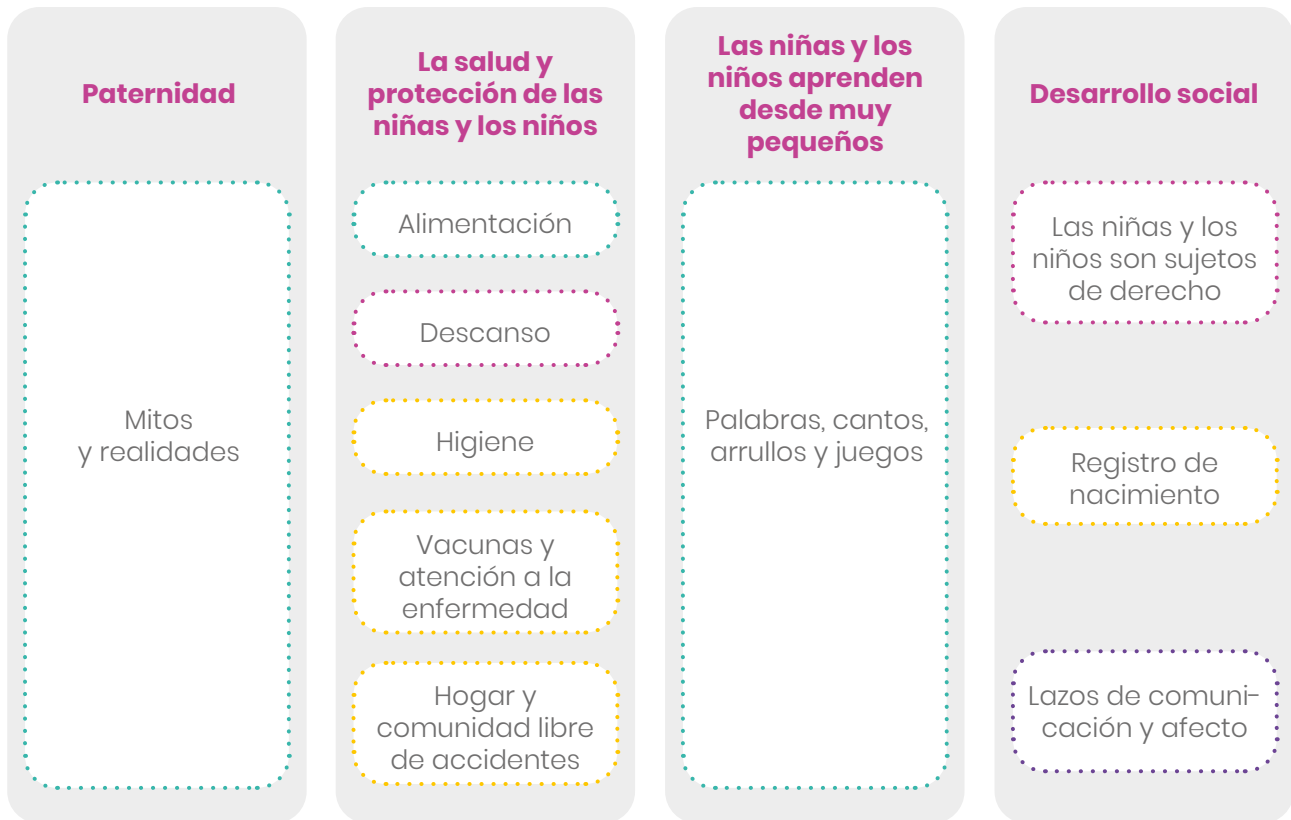 Paternidad
Mitos
y realidades
La salud y
protección de las
niñas y los niños
Alimentación
Descanso
Higiene
Vacunas y
atención a la
enfermedad
Hogar y
comunidad libre
de accidentes
Las niñas y los
niños aprenden
desde muy
pequeños
Palabras, cantos,
arrullos y juegos
Desarrollo social
Las niñas y los
niños son sujetos
de derecho
Registro de
nacimiento
Lazos de comuni-
cación y afecto